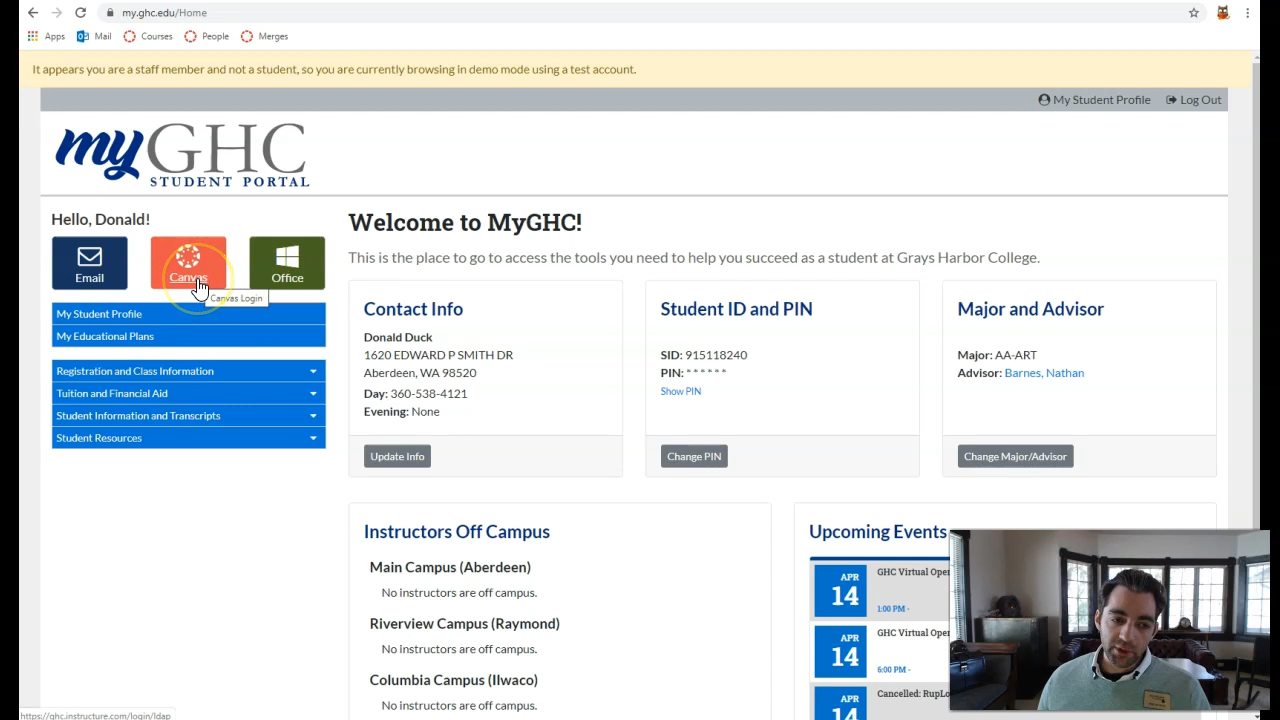 my.ghc.edu/Home
Apps Mail Courses People Merges
It appears you are a staff member and not a student, so you are currently browsing in demo mode using a test account.
My Student Profile Log Out
myGHC
STUDENT PORTAL
Hello, Donald!
Email
Canvas
Office
Canvas Login
My Student Profile
My Educational Plans
Registration and Class Information
Tuition and Financial Aid
Student Information and Transcripts
Student Resources
Welcome to MyGHC!
This is the place to go to access the tools you need to help you succeed as a student at Grays Harbor College.
Contact Info
Donald Duck
1620 EDWARD P SMITH DR
Aberdeen, WA 98520
Day: 360-538-4121
Evening: None
Update Info
Student ID and PIN
SID: 915118240
PIN: * * * * * *
Show PIN
Change PIN
Major and Advisor
Major: AA-ART
Advisor: Barnes, Nathan
Change Major/Advisor
Instructors Off Campus
Main Campus (Aberdeen)
No instructors are off campus.
Riverview Campus (Raymond)
No instructors are off campus.
Columbia Campus (Ilwaco)
No instructors are off campus.
Upcoming Events
APR
14
GHC Virtual Open
1:00 PM -
APR
14
GHC Virtual Open
6:00 PM -
APR
14
Cancelled: RupLo
https://ghc.instructure.com/login/ldap